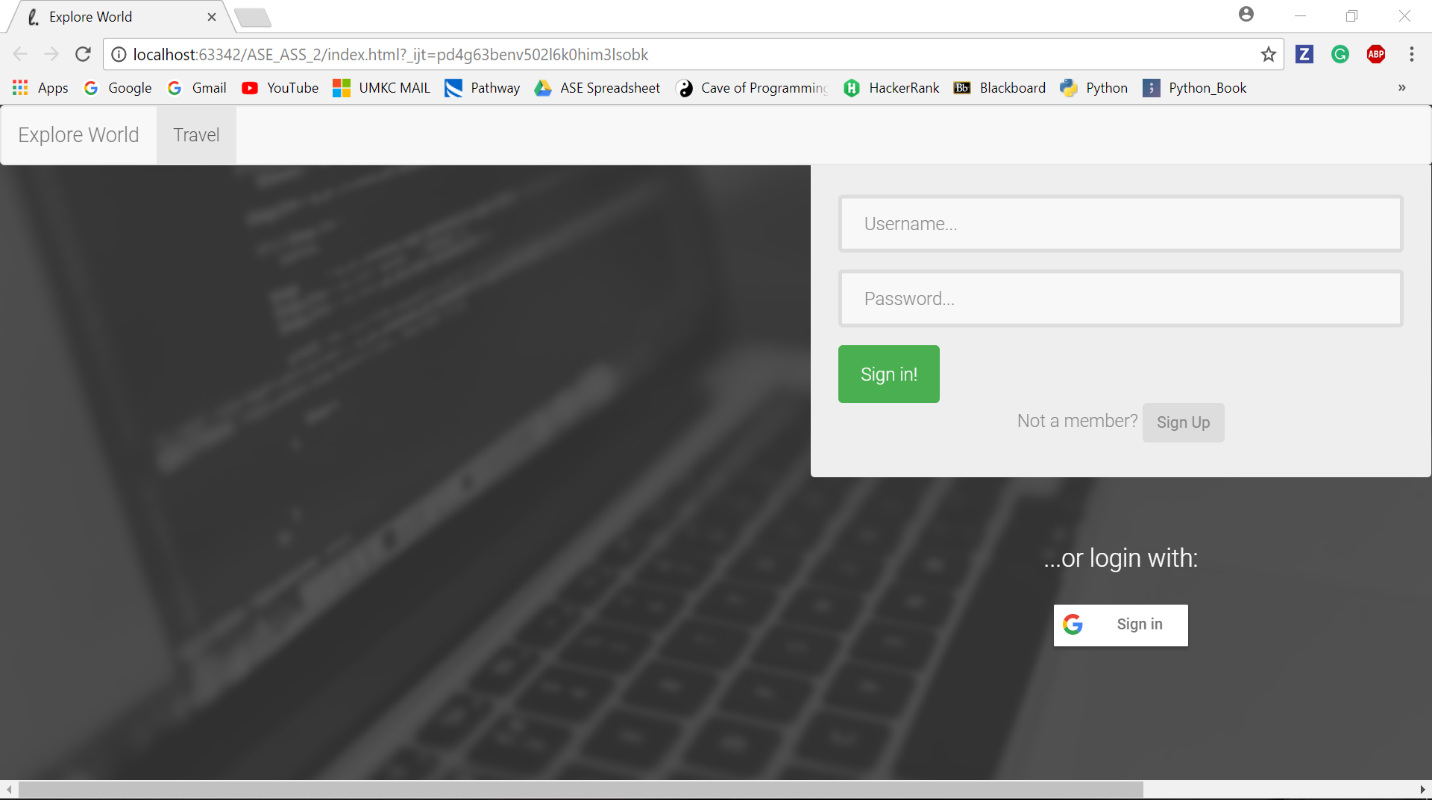 Explore World
localhost:63342/ASE_ASS_2/index.html?_ijt=pd4g63benv502l6k0him3lsobk
Z G ABP
Apps Google Gmail YouTube UMKC MAIL Pathway ASE Spreadsheet Cave of Programming HackerRank Bb Blackboard Python Python_Book »
Explore World Travel
Username...
Password...
Sign in!
Not a member? Sign Up
...or login with:
Sign in